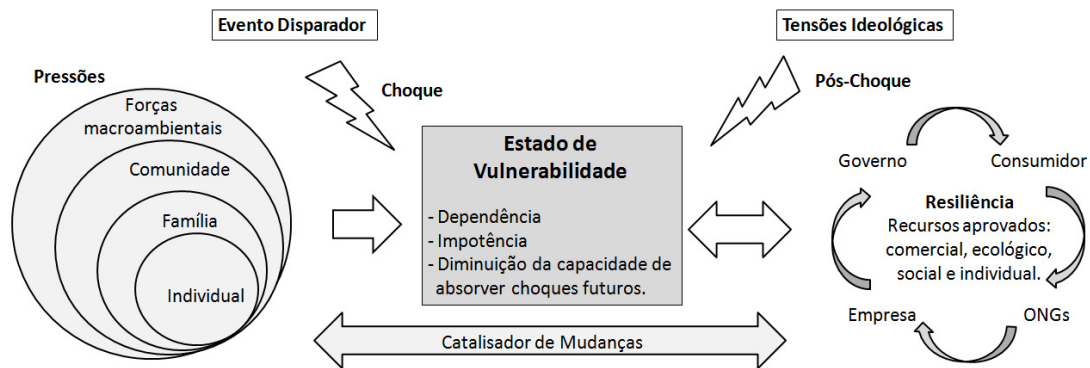 Evento Disparador
Tensões Ideológicas
Pressões
Choque
Pós-Choque
Forças
macroambientais
Comunidade
Família
Individual
Estado de
Vulnerabilidade
- Dependência
- Impotência
- Diminuição da capacidade de
absorver choques futuros.
Governo
Consumidor
Resiliência
Recursos aprovados:
comercial, ecológico,
social e individual.
Empresa
ONGs
Catalisador de Mudanças